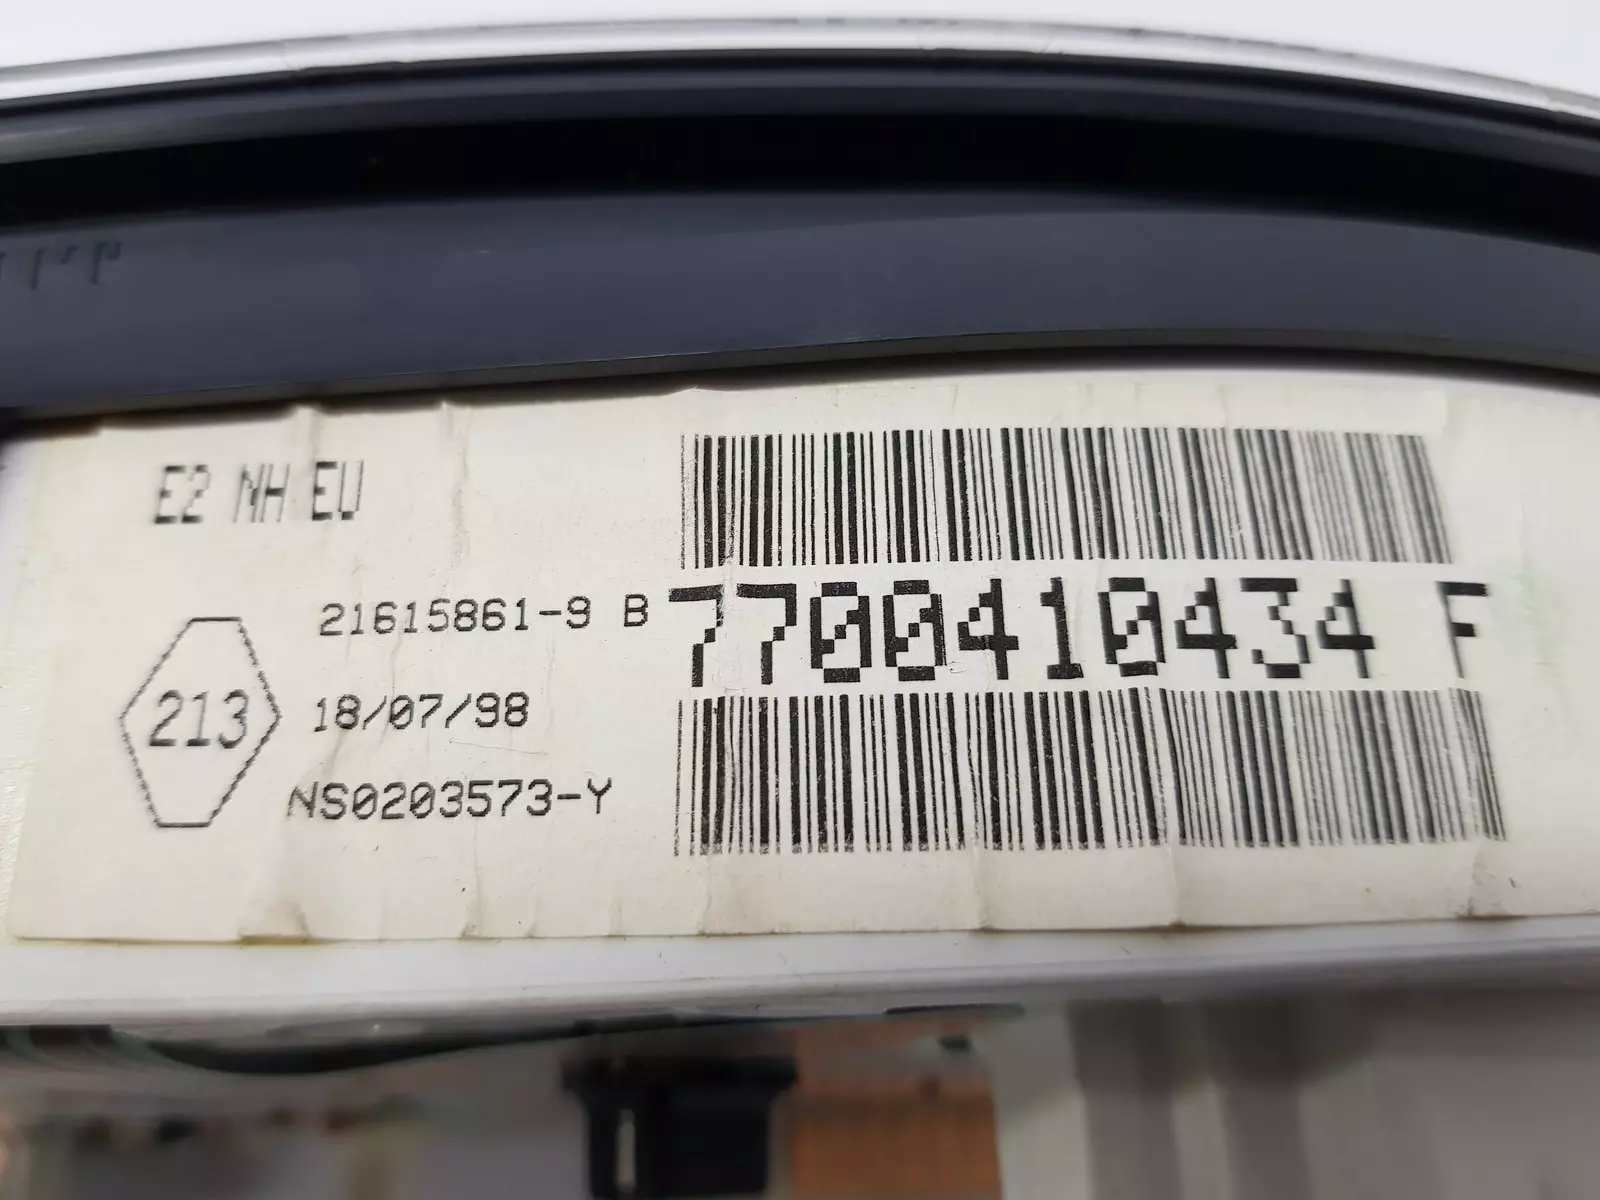 E2 NH EU
21615861-9 B
7700410434 F
213
18/07/98
NS0203573-Y